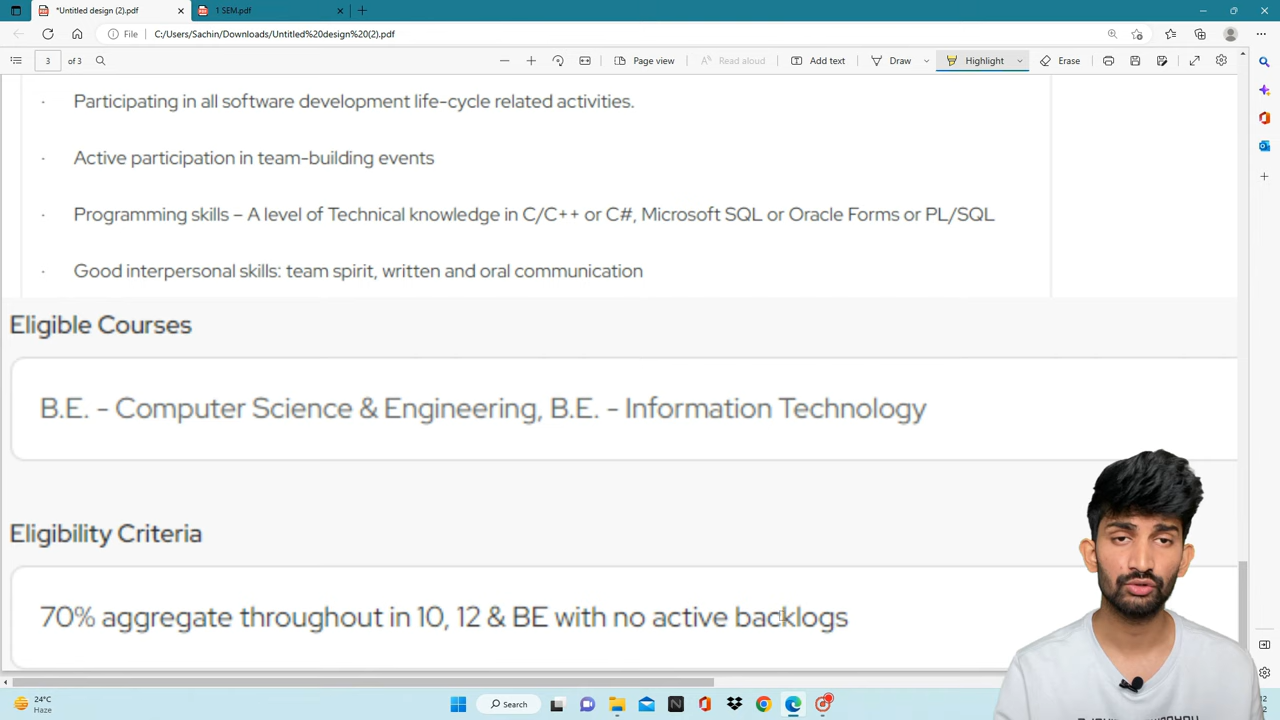 *Untitled design (2).pdf
1 SEM.pdf
File
C:/Users/Sachin/Downloads/Untitled%20design%20(2).pdf
3 of 3
Page view
Read aloud
Add text
Draw
Highlight
Erase
· Participating in all software development life-cycle related activities.
· Active participation in team-building events
· Programming skills – A level of Technical knowledge in C/C++ or C#, Microsoft SQL or Oracle Forms or PL/SQL
· Good interpersonal skills: team spirit, written and oral communication
Eligible Courses
B.E. - Computer Science & Engineering, B.E. - Information Technology
Eligibility Criteria
70% aggregate throughout in 10, 12 & BE with no active backlogs
24°C
Haze
Search